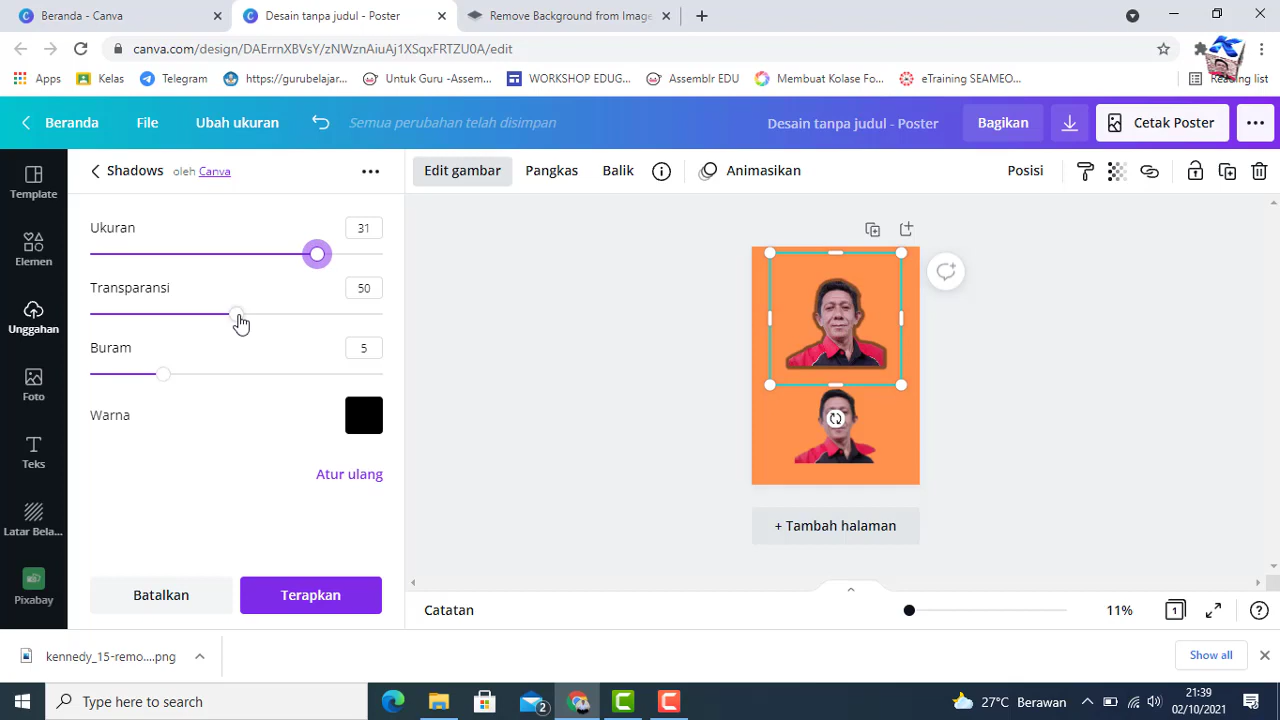 Beranda - Canva
Desain tanpa judul - Poster
Remove Background from Image
canva.com/design/DAErrnXBVsY/zNWznAiuAj1XSqxFRTZU0A/edit
Apps
Kelas
Telegram
https://gurubelajar...
Untuk Guru •Assem...
WORKSHOP EDUG...
Assemblr EDU
Membuat Kolase Fo...
eTraining SEAMEO...
Reading list
Beranda
File
Ubah ukuran
Semua perubahan telah disimpan
Desain tanpa judul - Poster
Bagikan
Cetak Poster
Template
Elemen
Unggahan
Foto
Teks
Latar Bela...
Pixabay
Shadows oleh Canva
Edit gambar
Pangkas
Balik
Animasikan
Posisi
Ukuran 31
Transparansi 50
Buram 5
Warna
Atur ulang
Batalkan
Terapkan
+ Tambah halaman
Catatan
11%
1
kennedy_15-remo....png
Show all
Type here to search
2
27°C Berawan
21:39
02/10/2021